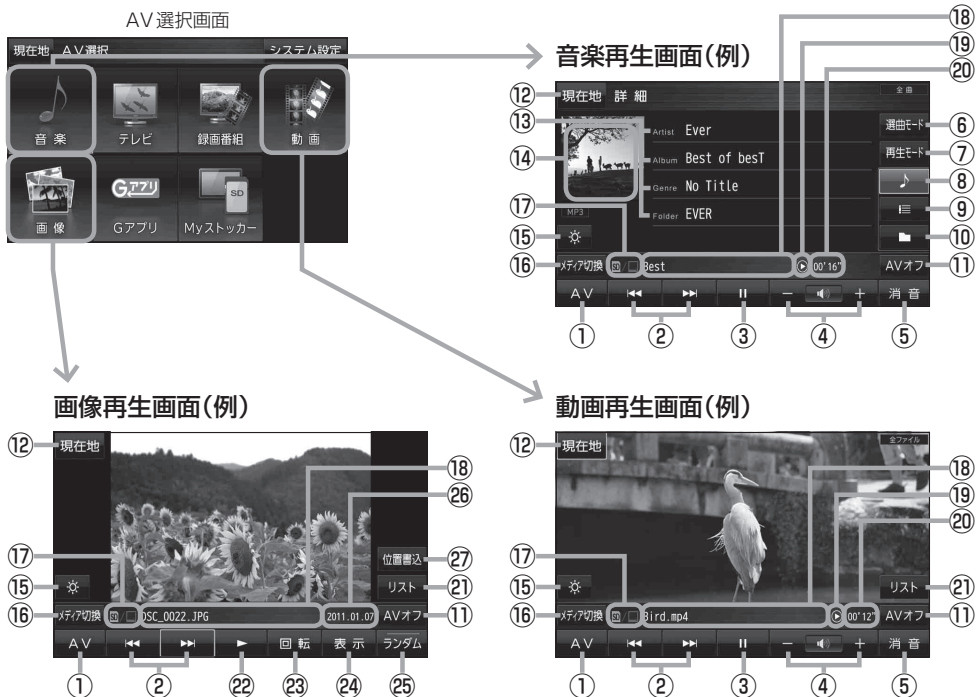 AV選択画面
現在地 AV選択 システム設定
音楽 テレビ 録画番組 動画
画像 Gアプリ SD Myストッカー
音楽再生画面(例)
⑱
⑲
⑳
⑫ 現在地 詳細 全曲
⑬ Artist Ever 選曲モード ⑥
⑭ Album Best of besT 再生モード ⑦
Genre No Title ♪ ⑧
⑰ MP3 Folder EVER ⑨
⑮ ⑩
⑯ メディア切換 SD / Best 00'16" AVオフ ⑪
AV − + 消音
① ② ③ ④ ⑤
画像再生画面(例)
⑫ 現在地
⑱
㉖
⑰ 位置書込 ㉗
⑮ リスト ㉑
⑯ メディア切換 SD / DSC_0022.JPG 2011.01.07 AVオフ ⑪
AV 回転 表示 ランダム
① ② ㉒ ㉓ ㉔ ㉕
動画再生画面(例)
⑫ 現在地 全ファイル
⑱
⑲
⑳
⑰
⑮ リスト ㉑
⑯ メディア切換 SD / Bird.mp4 00'12" AVオフ ⑪
AV − + 消音
① ② ③ ④ ⑤